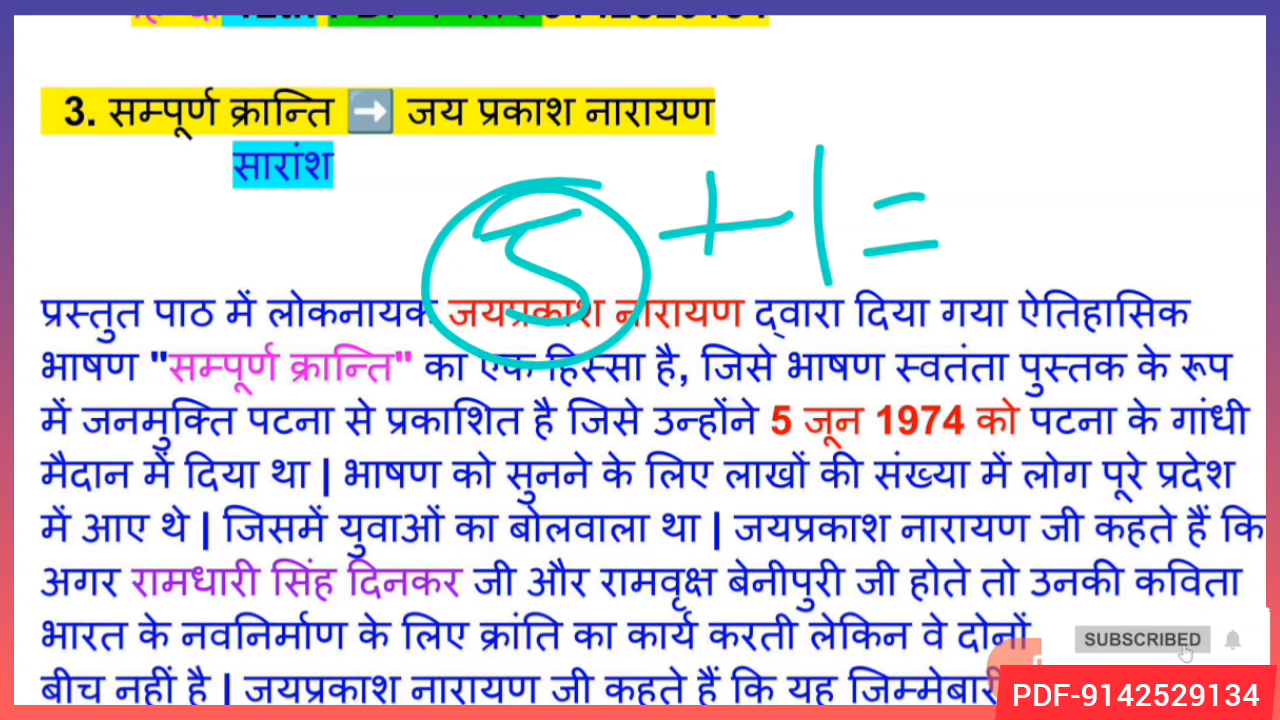 3. सम्पूर्ण क्रान्ति ➡️ जय प्रकाश नारायण
सारांश
5 + 1 =
प्रस्तुत पाठ में लोकनायक जयप्रकाश नारायण द्वारा दिया गया ऐतिहासिक
भाषण "सम्पूर्ण क्रान्ति" का एक हिस्सा है, जिसे भाषण स्वतंता पुस्तक के रूप
में जनमुक्ति पटना से प्रकाशित है जिसे उन्होंने 5 जून 1974 को पटना के गांधी
मैदान में दिया था | भाषण को सुनने के लिए लाखों की संख्या में लोग पूरे प्रदेश
में आए थे | जिसमें युवाओं का बोलवाला था | जयप्रकाश नारायण जी कहते हैं कि
अगर रामधारी सिंह दिनकर जी और रामवृक्ष बेनीपुरी जी होते तो उनकी कविता
भारत के नवनिर्माण के लिए क्रांति का कार्य करती लेकिन वे दोनों
SUBSCRIBED
बीच नहीं है | जयप्रकाश नारायण जी कहते हैं कि यह जिम्मेबारी
PDF-9142529134